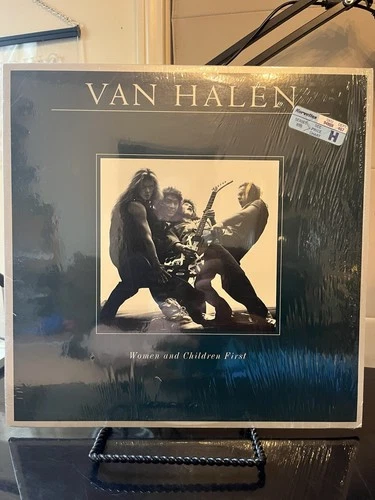 VAN HALEN
H
Women and Children First